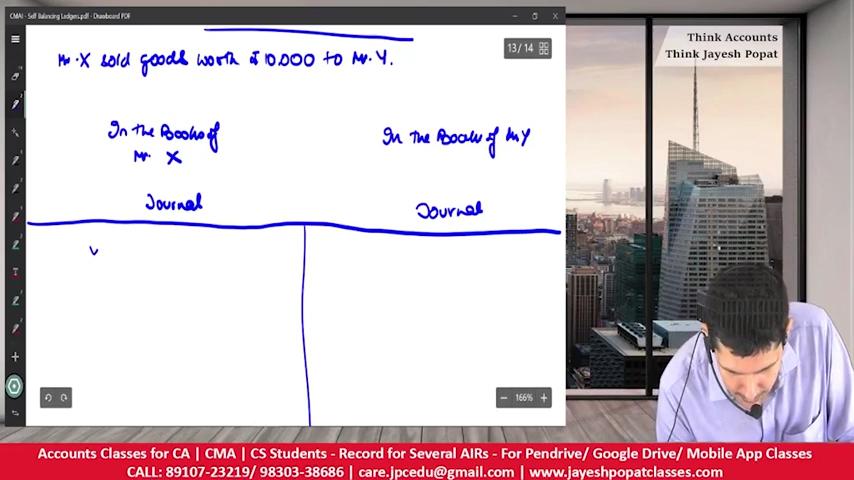 CMAI - Self Balancing Ledgers.pdf - Drawboard PDF
13/14
Think Accounts
Think Jayesh Popat
Mr. X sold goods worth ₹10,000 to Mr. Y.
In the Books of
Mr. X
In the Books of Mr Y
Journal
Journal
166%
Accounts Classes for CA | CMA | CS Students - Record for Several AIRs - For Pendrive/ Google Drive/ Mobile App Classes
CALL: 89107-23219/ 98303-38686 | care.jpcedu@gmail.com | www.jayeshpopatclasses.com